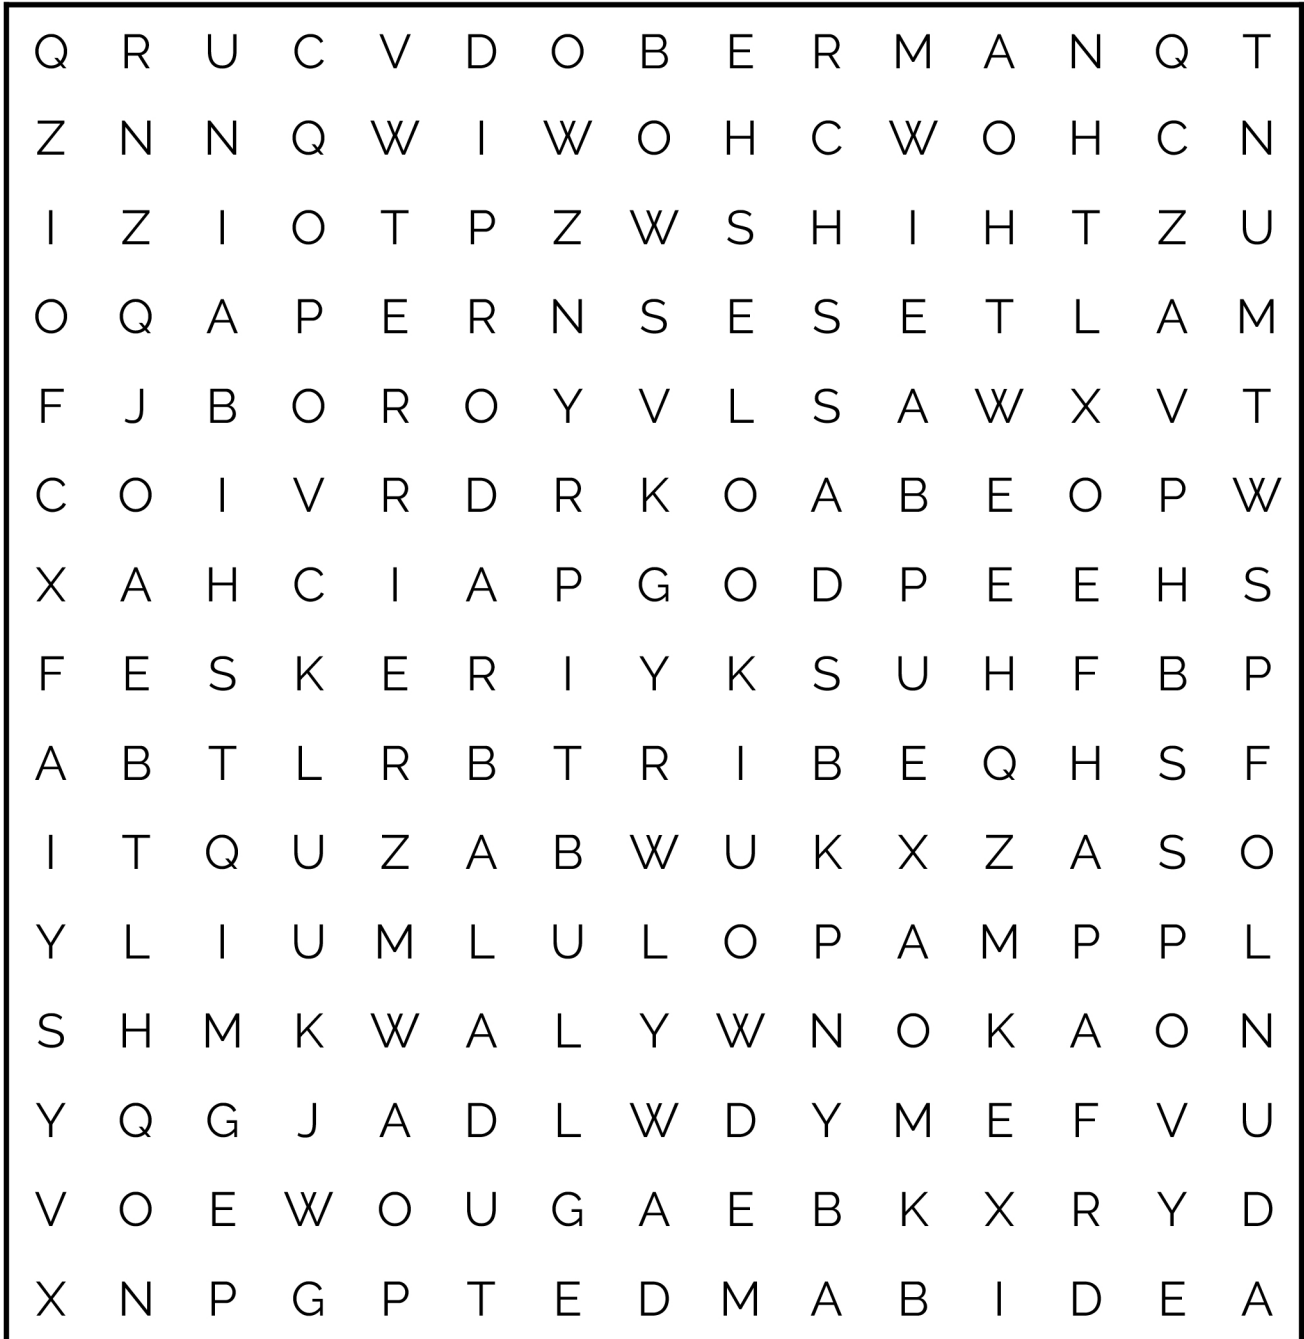 Q R U C V D O B E R M A N Q T
Z N N Q W I W O H C W O H C N
I Z I O T P Z W S H I H T Z U
O Q A P E R N S E S E T L A M
F J B O R O Y V L S A W X V T
C O I V R D R K O A B E O P W
X A H C I A P G O D P E E H S
F E S K E R I Y K S U H F B P
A B T L R B T R I B E Q H S F
I T Q U Z A B W U K X Z A S O
Y L I U M L U L O P A M P P L
S H M K W A L Y W N O K A O N
Y Q G J A D L W D Y M E F V U
V O E W O U G A E B K X R Y D
X N P G P T E D M A B I D E A